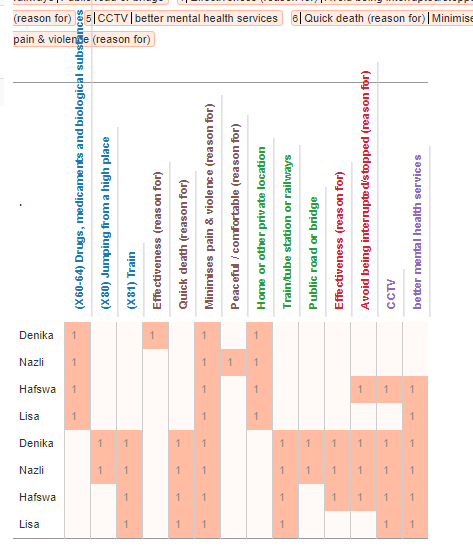 railways | Public road or bridge 4 | Effectiveness (reason for) | Avoid being interrupted/stopped
(reason for) 5 | CCTV | better mental health services 6 | Quick death (reason for) | Minimise
pain & violence (reason for)
(X60-64) Drugs, medicaments and biological substances
(X80) Jumping from a high place
(X81) Train
Effectiveness (reason for)
Quick death (reason for)
Minimises pain & violence (reason for)
Peaceful / comfortable (reason for)
Home or other private location
Train/tube station or railways
Public road or bridge
Effectiveness (reason for)
Avoid being interrupted/stopped (reason for)
CCTV
better mental health services
Denika 1 1 1 1
Nazli 1 1 1 1
Hafswa 1 1 1 1 1 1
Lisa 1 1 1 1
Denika 1 1 1 1 1 1 1 1 1 1
Nazli 1 1 1 1 1 1 1 1 1 1
Hafswa 1 1 1 1 1 1 1 1
Lisa 1 1 1 1 1 1